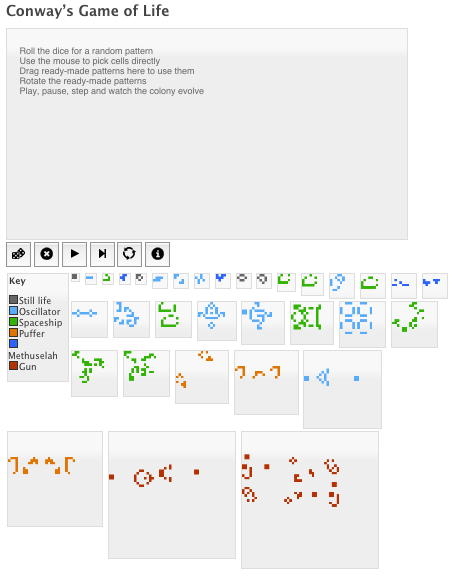 Conway's Game of Life
Roll the dice for a random pattern
Use the mouse to pick cells directly
Drag ready-made patterns here to use them
Rotate the ready-made patterns
Play, pause, step and watch the colony evolve
Key
Still life
Oscillator
Spaceship
Puffer
Methuselah
Gun